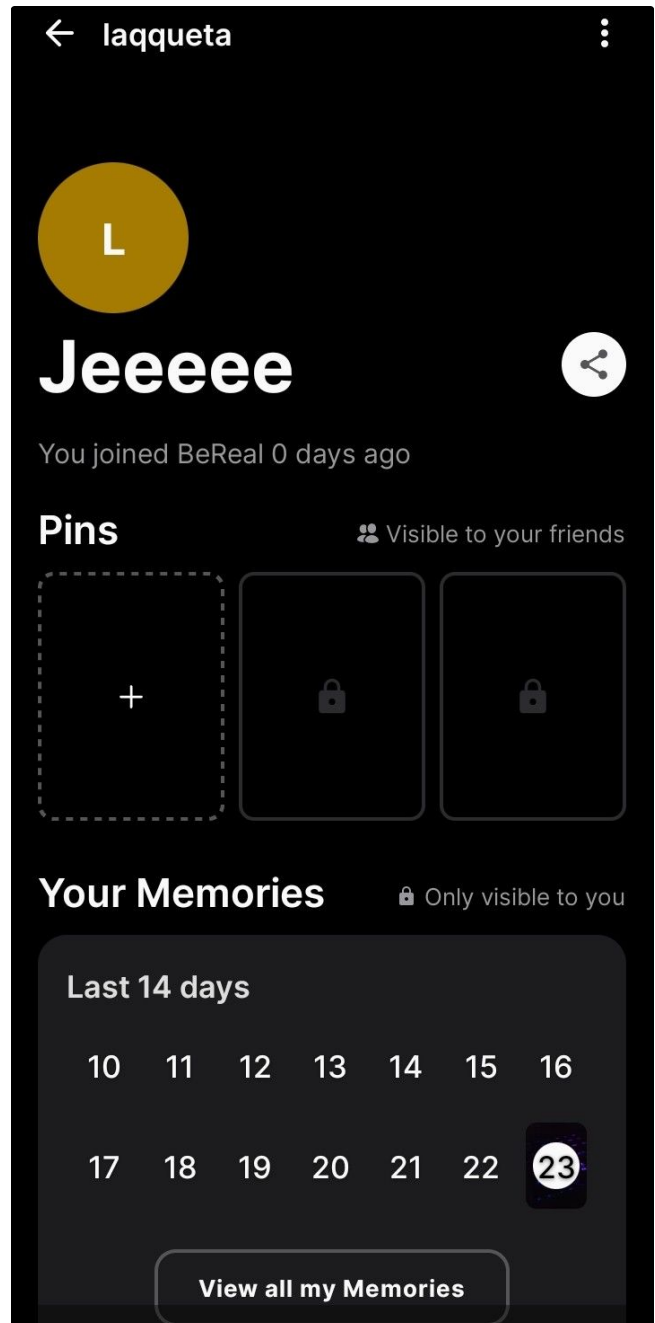 laqqueta
L
Jeeeee
You joined BeReal 0 days ago
Pins Visible to your friends
+
Your Memories Only visible to you
Last 14 days
10 11 12 13 14 15 16
17 18 19 20 21 22 23
View all my Memories